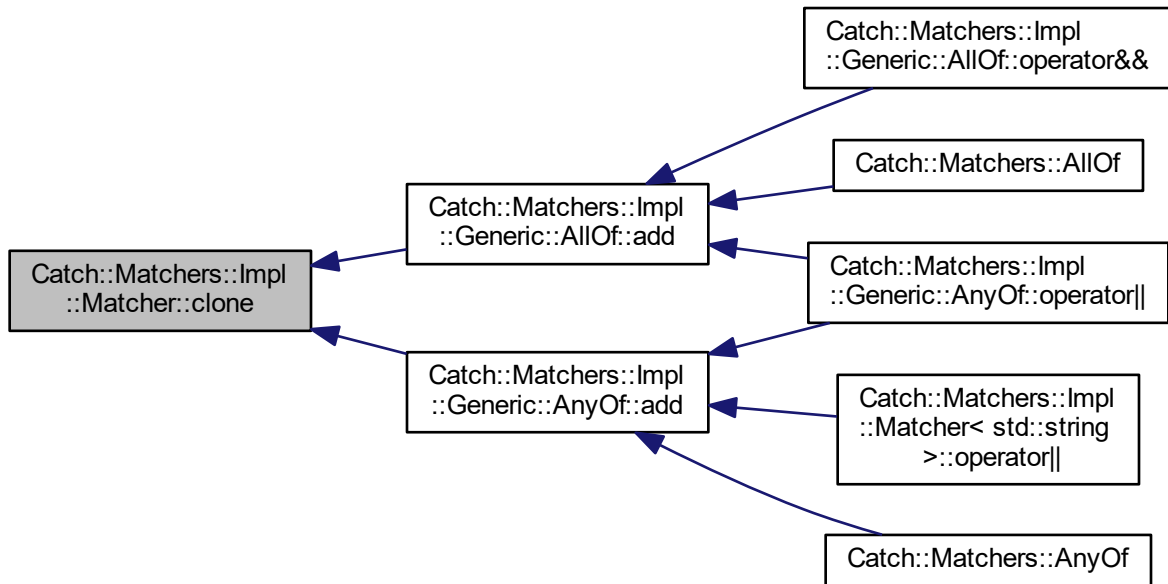 Catch::Matchers::Impl
::Generic::AllOf::operator&&
Catch::Matchers::AllOf
Catch::Matchers::Impl
::Generic::AllOf::add
Catch::Matchers::Impl
::Matcher::clone
Catch::Matchers::Impl
::Generic::AnyOf::operator||
Catch::Matchers::Impl
::Generic::AnyOf::add
Catch::Matchers::Impl
::Matcher< std::string
>::operator||
Catch::Matchers::AnyOf